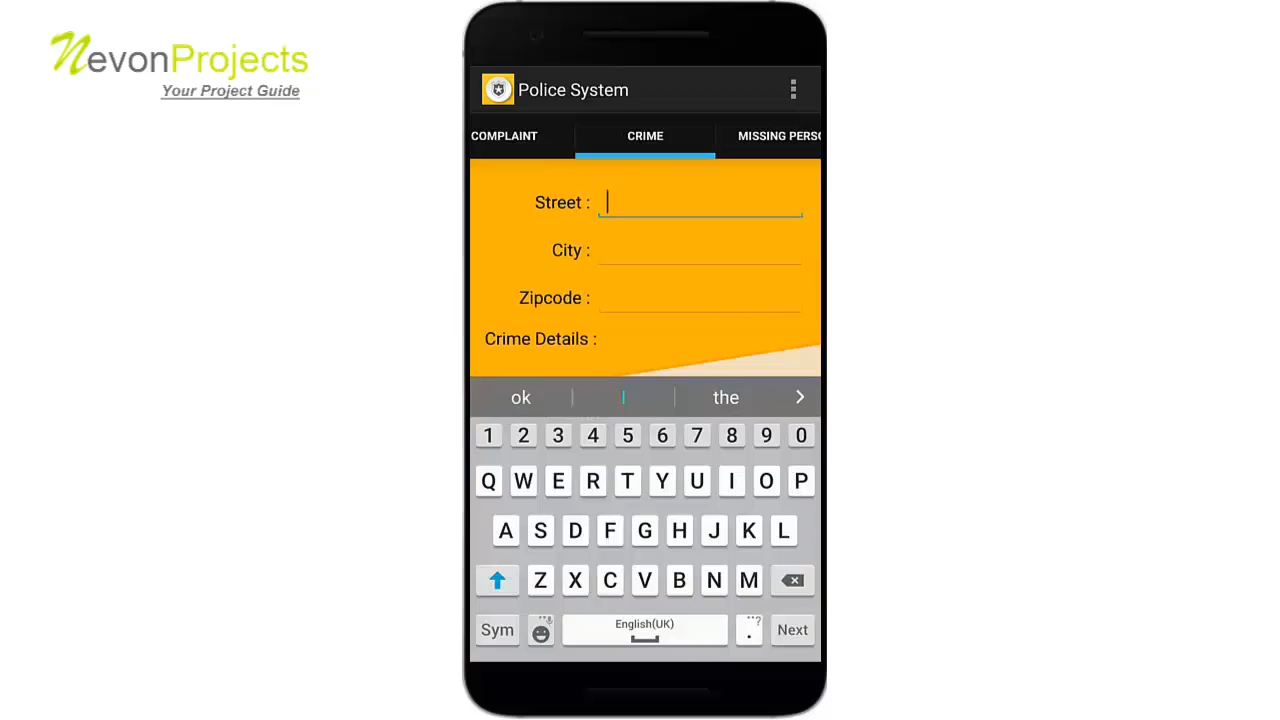 NevonProjects
Your Project Guide
Police System
COMPLAINT CRIME MISSING PERSO
Street :
City :
Zipcode :
Crime Details :
ok I the
1 2 3 4 5 6 7 8 9 0
Q W E R T Y U I O P
A S D F G H J K L
Z X C V B N M
Sym English(UK) . ...? Next